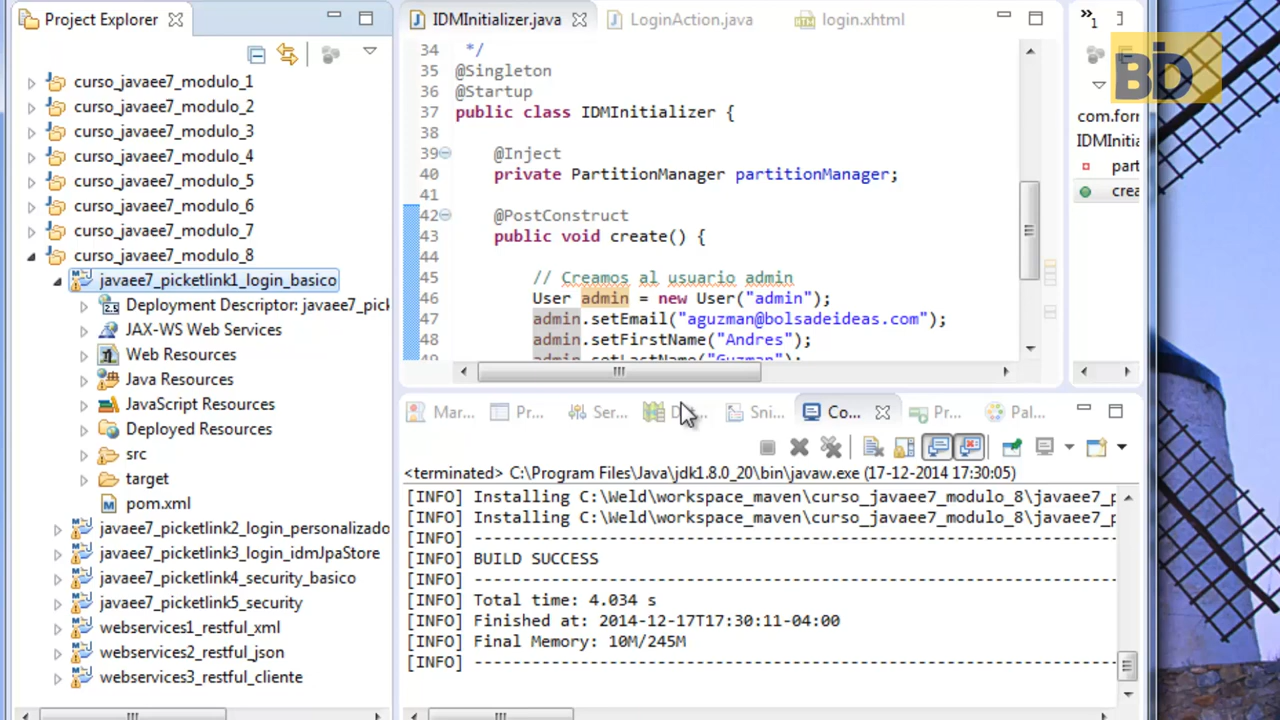 Project Explorer
curso_javaee7_modulo_1
curso_javaee7_modulo_2
curso_javaee7_modulo_3
curso_javaee7_modulo_4
curso_javaee7_modulo_5
curso_javaee7_modulo_6
curso_javaee7_modulo_7
curso_javaee7_modulo_8
javaee7_picketlink1_login_basico
Deployment Descriptor: javaee7_pick
JAX-WS Web Services
Web Resources
Java Resources
JavaScript Resources
Deployed Resources
src
target
pom.xml
javaee7_picketlink2_login_personalizado
javaee7_picketlink3_login_idmJpaStore
javaee7_picketlink4_security_basico
javaee7_picketlink5_security
webservices1_restful_xml
webservices2_restful_json
webservices3_restful_cliente
IDMInitializer.java LoginAction.java login.xhtml
34 */
35 @Singleton
36 @Startup
37 public class IDMInitializer {
38
39 @Inject
40 private PartitionManager partitionManager;
41
42 @PostConstruct
43 public void create() {
44
45 // Creamos al usuario admin
46 User admin = new User("admin");
47 admin.setEmail("aguzman@bolsadeideas.com");
48 admin.setFirstName("Andres");
49 admin.setLastName("Guzman");
»1
BD
com.forr
IDMInitia
part
crea
Mar... Pr... Ser... Sni... Co... Pr... Pal...
<terminated> C:\Program Files\Java\jdk1.8.0_20\bin\javaw.exe (17-12-2014 17:30:05)
[INFO] Installing C:\Weld\workspace_maven\curso_javaee7_modulo_8\javaee7_p
[INFO] Installing C:\Weld\workspace_maven\curso_javaee7_modulo_8\javaee7_p
[INFO] ------------------------------------------------------------------------
[INFO] BUILD SUCCESS
[INFO] ------------------------------------------------------------------------
[INFO] Total time: 4.034 s
[INFO] Finished at: 2014-12-17T17:30:11-04:00
[INFO] Final Memory: 10M/245M
[INFO] ------------------------------------------------------------------------